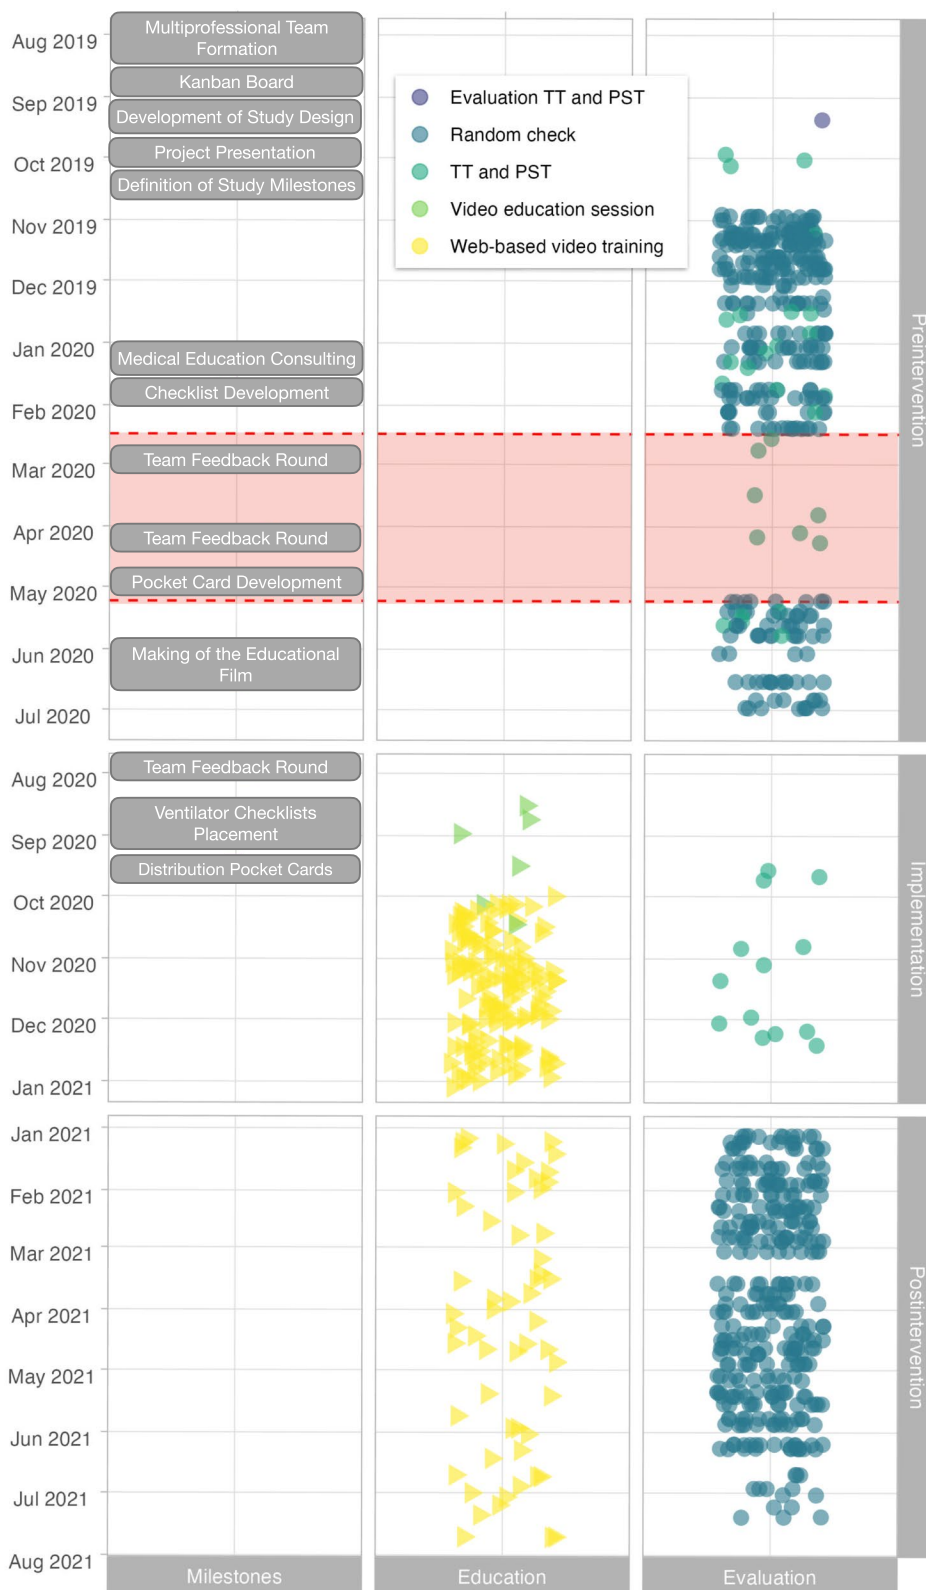 Aug 2019
Multiprofessional Team
Formation
Kanban Board
Sep 2019
Development of Study Design
Project Presentation
Oct 2019
Definition of Study Milestones
Evaluation TT and PST
Random check
TT and PST
Video education session
Web-based video training
Nov 2019
Dec 2019
Jan 2020
Medical Education Consulting
Checklist Development
Feb 2020
Preintervention
Team Feedback Round
Mar 2020
Apr 2020
Team Feedback Round
Pocket Card Development
May 2020
Jun 2020
Making of the Educational
Film
Jul 2020
Team Feedback Round
Aug 2020
Ventilator Checklists
Placement
Sep 2020
Distribution Pocket Cards
Oct 2020
Implementation
Nov 2020
Dec 2020
Jan 2021
Jan 2021
Feb 2021
Mar 2021
Apr 2021
Postintervention
May 2021
Jun 2021
Jul 2021
Aug 2021
Milestones
Education
Evaluation